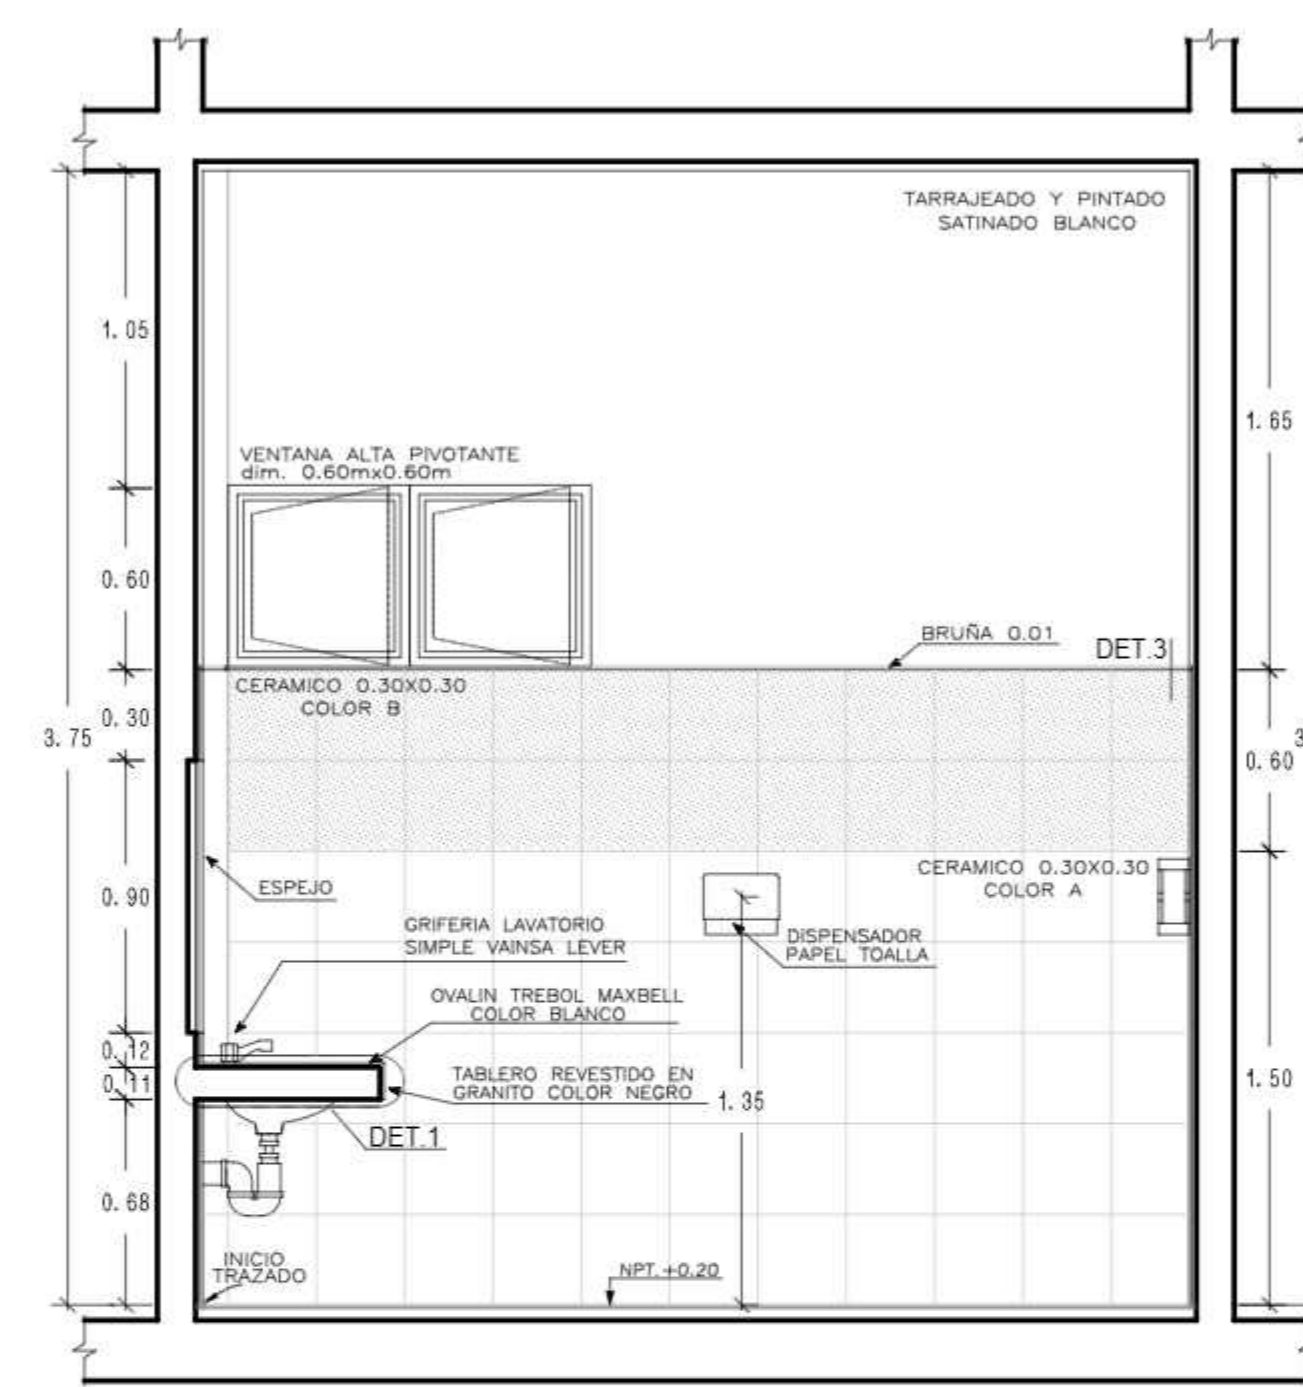 TARRAJEADO Y PINTADO
SATINADO BLANCO
1.05
1.65
VENTANA ALTA PIVOTANTE
dim. 0.60mx0.60m
0.60
BRUÑA 0.01
DET.3
CERAMICO 0.30X0.30
COLOR B
0.30
3.75
3
0.60
CERAMICO 0.30X0.30
COLOR A
ESPEJO
0.90
GRIFERIA LAVATORIO
SIMPLE VAINSA LEVER
DISPENSADOR
PAPEL TOALLA
OVALIN TREBOL MAXBELL
COLOR BLANCO
0.12
0.11
TABLERO REVESTIDO EN
GRANITO COLOR NEGRO
1.35
1.50
DET.1
0.68
INICIO
TRAZADO
NPT.+0.20